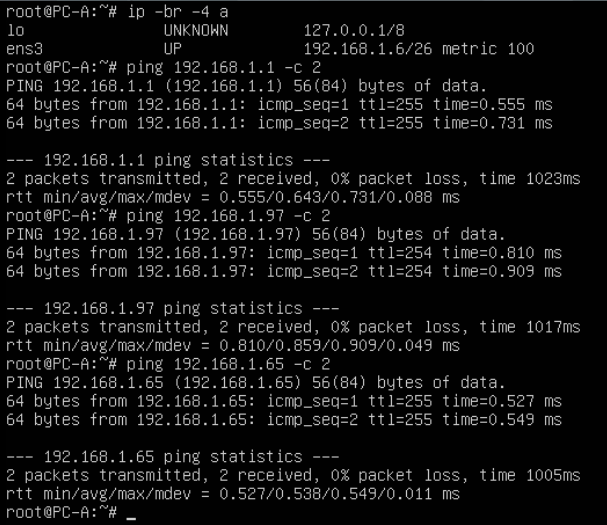 root@PC-A:~# ip -br -4 a
lo               UNKNOWN        127.0.0.1/8
ens3             UP             192.168.1.6/26 metric 100
root@PC-A:~# ping 192.168.1.1 -c 2
PING 192.168.1.1 (192.168.1.1) 56(84) bytes of data.
64 bytes from 192.168.1.1: icmp_seq=1 ttl=255 time=0.555 ms
64 bytes from 192.168.1.1: icmp_seq=2 ttl=255 time=0.731 ms

--- 192.168.1.1 ping statistics ---
2 packets transmitted, 2 received, 0% packet loss, time 1023ms
rtt min/avg/max/mdev = 0.555/0.643/0.731/0.088 ms
root@PC-A:~# ping 192.168.1.97 -c 2
PING 192.168.1.97 (192.168.1.97) 56(84) bytes of data.
64 bytes from 192.168.1.97: icmp_seq=1 ttl=254 time=0.810 ms
64 bytes from 192.168.1.97: icmp_seq=2 ttl=254 time=0.909 ms

--- 192.168.1.97 ping statistics ---
2 packets transmitted, 2 received, 0% packet loss, time 1017ms
rtt min/avg/max/mdev = 0.810/0.859/0.909/0.049 ms
root@PC-A:~# ping 192.168.1.65 -c 2
PING 192.168.1.65 (192.168.1.65) 56(84) bytes of data.
64 bytes from 192.168.1.65: icmp_seq=1 ttl=255 time=0.527 ms
64 bytes from 192.168.1.65: icmp_seq=2 ttl=255 time=0.549 ms

--- 192.168.1.65 ping statistics ---
2 packets transmitted, 2 received, 0% packet loss, time 1005ms
rtt min/avg/max/mdev = 0.527/0.538/0.549/0.011 ms
root@PC-A:~# _